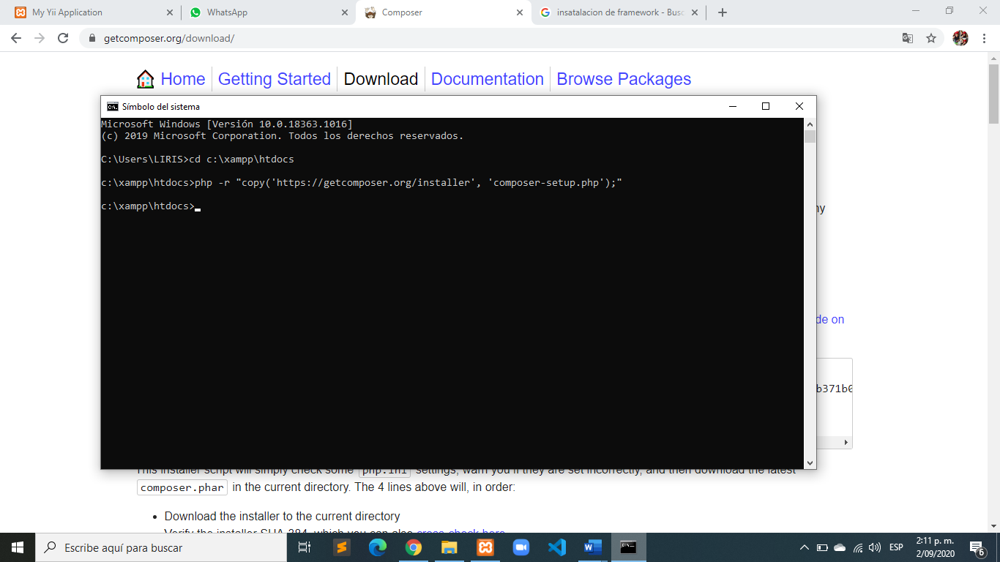 My Yii Application
WhatsApp
Composer
insatalacion de framework - Busc
getcomposer.org/download/
Home
Getting Started
Download
Documentation
Browse Packages
Símbolo del sistema
Microsoft Windows [Versión 10.0.18363.1016]
(c) 2019 Microsoft Corporation. Todos los derechos reservados.
C:\Users\LIRIS>cd c:\xampp\htdocs
c:\xampp\htdocs>php -r "copy('https://getcomposer.org/installer', 'composer-setup.php');"
c:\xampp\htdocs>
de on
b371b0
This installer script will simply check some php.ini settings, warn you if they are set incorrectly, and then download the latest
composer.phar in the current directory. The 4 lines above will, in order:
• Download the installer to the current directory
Verify the installer SHA-384, which you can also cross-check here
Escribe aquí para buscar
ESP
2:11 p. m.
2/09/2020
6